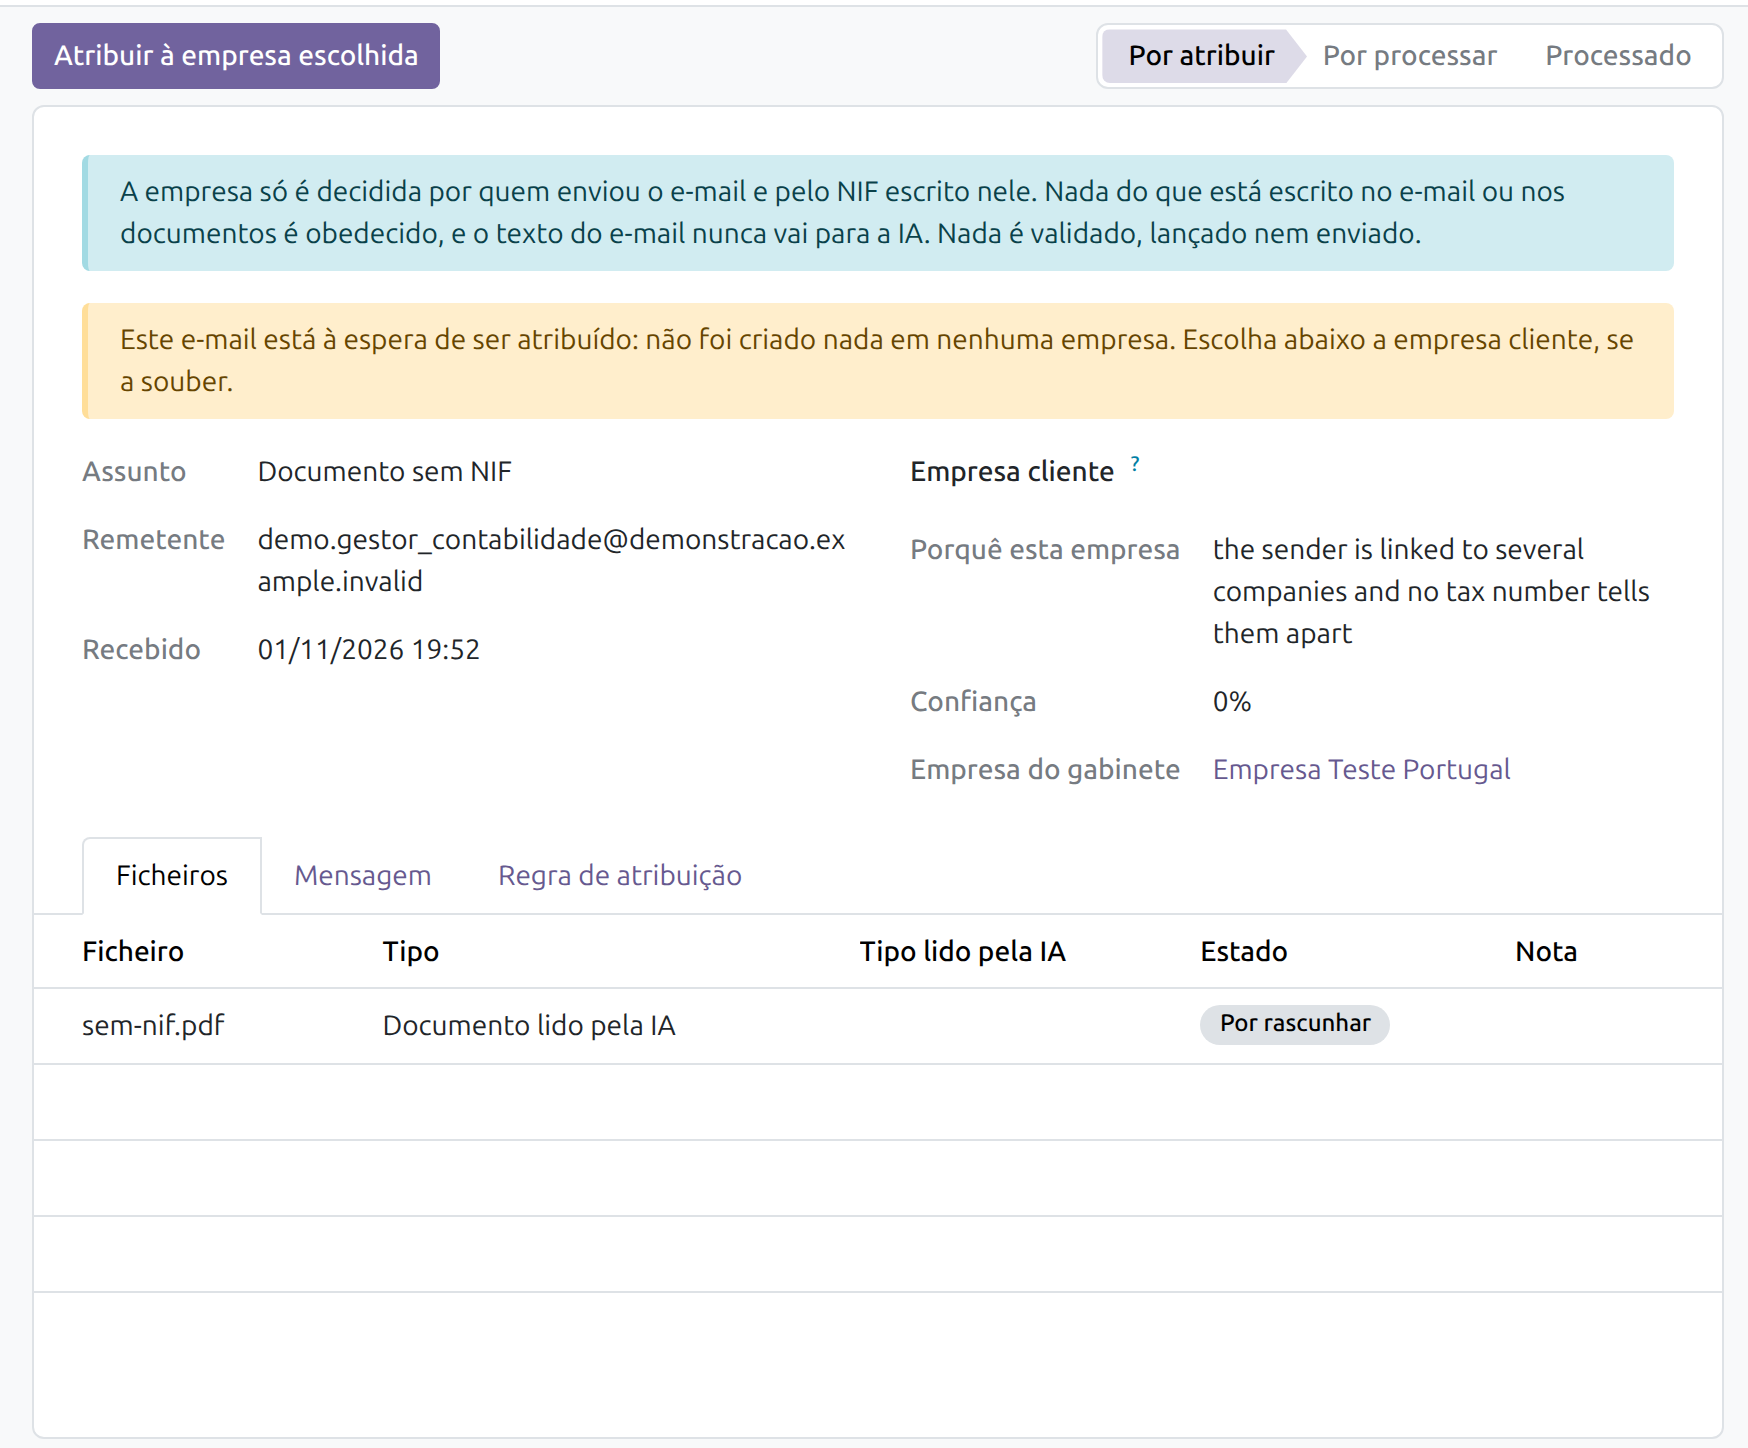 Atribuir à empresa escolhida
Por atribuir
Por processar
Processado
A empresa só é decidida por quem enviou o e-mail e pelo NIF escrito nele. Nada do que está escrito no e-mail ou nos
documentos é obedecido, e o texto do e-mail nunca vai para a IA. Nada é validado, lançado nem enviado.
Este e-mail está à espera de ser atribuído: não foi criado nada em nenhuma empresa. Escolha abaixo a empresa cliente, se
a souber.
Assunto
Documento sem NIF
Remetente
demo.gestor_contabilidade@demonstracao.ex
ample.invalid
Recebido
01/11/2026 19:52
Empresa cliente ?
Porquê esta empresa
the sender is linked to several
companies and no tax number tells
them apart
Confiança
0%
Empresa do gabinete
Empresa Teste Portugal
Ficheiros
Mensagem
Regra de atribuição
Ficheiro
Tipo
Tipo lido pela IA
Estado
Nota
sem-nif.pdf
Documento lido pela IA
Por rascunhar